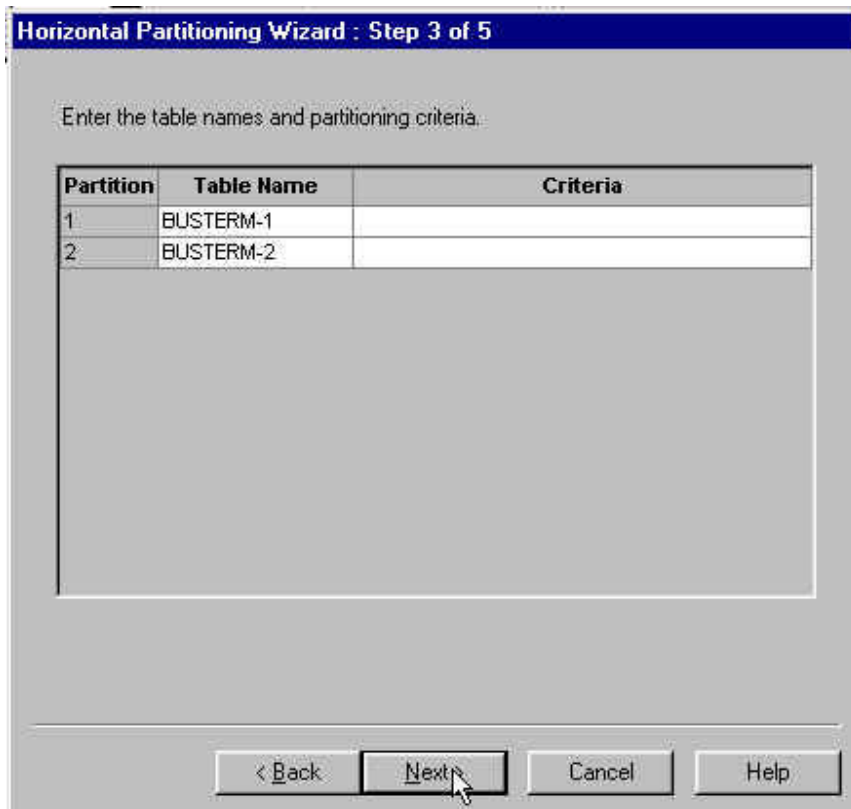 Horizontal Partitioning Wizard : Step 3 of 5
Enter the table names and partitioning criteria.
Partition Table Name Criteria
1 BUSTERM-1
2 BUSTERM-2
< Back Next > Cancel Help